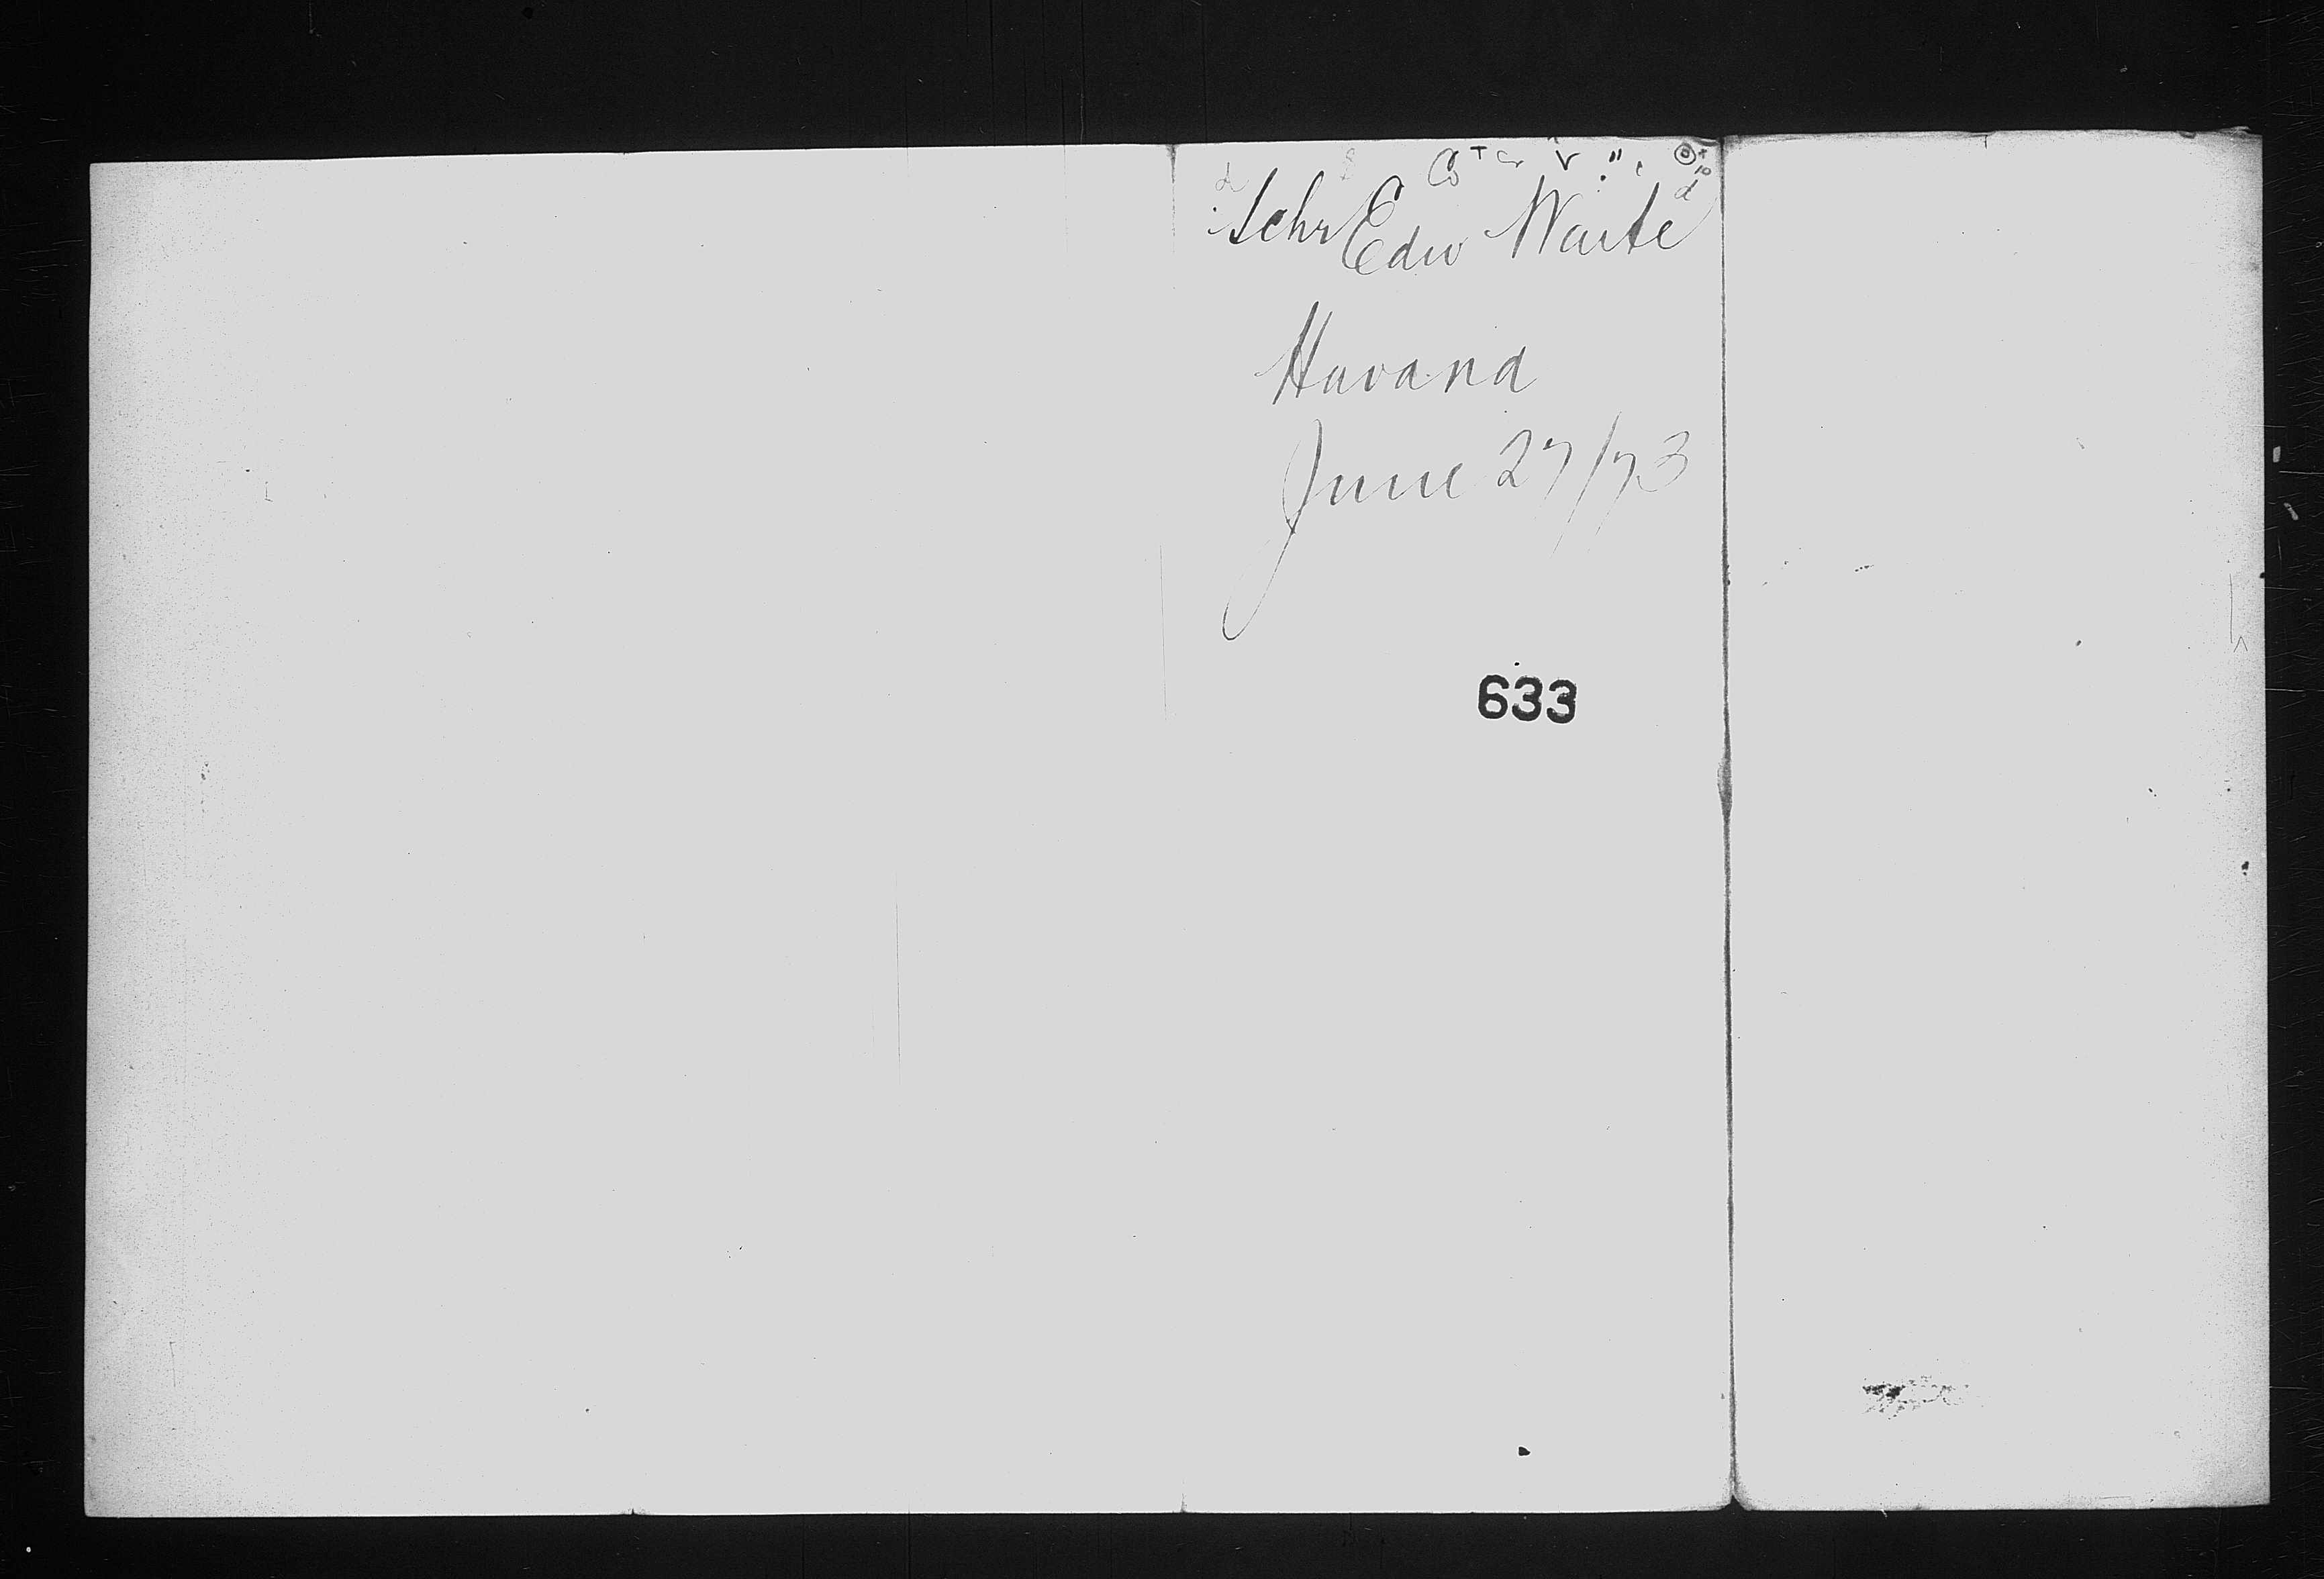 Schr Edw Waite
Havana
June 27/73
633